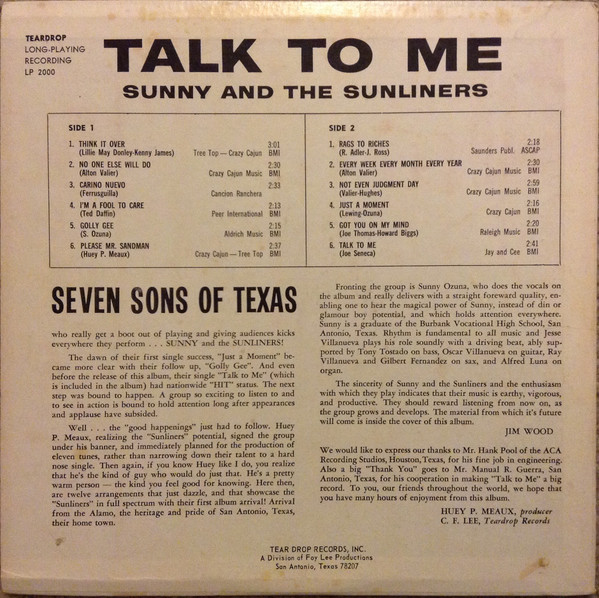 TEARDROP
LONG-PLAYING
RECORDING
LP 2000
TALK TO ME
SUNNY AND THE SUNLINERS
SIDE 1
1. THINK IT OVER 3:01
(Lillie May Donley-Kenny James) Tree Top — Crazy Cajun BMI
2. NO ONE ELSE WILL DO 2:30
(Alton Valier) Crazy Cajun Music BMI
3. CARINO NUEVO 2:33
(Ferrusguilla) Cancion Ranchera
4. I'M A FOOL TO CARE 2:13
(Ted Daffin) Peer International BMI
5. GOLLY GEE 2:15
(S. Ozuna) Aldrich Music BMI
6. PLEASE MR. SANDMAN 2:37
(Huey P. Meaux) Crazy Cajun — Tree Top BMI
SIDE 2
1. RAGS TO RICHES 2:18
(R. Adler-J. Ross) Saunders Publ. ASCAP
2. EVERY WEEK EVERY MONTH EVERY YEAR 2:30
(Alton Valier) Crazy Cajun Music BMI
3. NOT EVEN JUDGMENT DAY 2:59
(Valier-Hughes) Crazy Cajun Music BMI
4. JUST A MOMENT 2:16
(Lewing-Ozuna) Crazy Cajun BMI
5. GOT YOU ON MY MIND 2:20
(Joe Thomas-Howard Biggs) Raleigh Music BMI
6. TALK TO ME 2:41
(Joe Seneca) Jay and Cee BMI
SEVEN SONS OF TEXAS
who really get a boot out of playing and giving audiences kicks
everywhere they perform . . . SUNNY and the SUNLINERS!
The dawn of their first single success, "Just a Moment" be-
came more clear with their follow up, "Golly Gee". And even
before the release of this album, their single "Talk to Me" (which
is included in the album) had nationwide "HIT" status. The next
step was bound to happen. A group so exciting to listen to and
to see in action is bound to hold attention long after appearances
and applause have subsided.
Well . . . the "good happenings" just had to follow. Huey
P. Meaux, realizing the "Sunliners" potential, signed the group
under his banner, and immediately planned for the production of
eleven tunes, rather than narrowing down their talent to a hard
nose single. Then again, if you know Huey like I do, you realize
that he's the kind of guy who would do just that. He's a pretty
warm person — the kind you feel good for knowing. Here then,
are twelve arrangements that just dazzle, and that showcase the
"Sunliners" in full spectrum with their first album arrival! Arrival
from the Alamo, the heritage and pride of San Antonio, Texas,
their home town.
Fronting the group is Sunny Ozuna, who does the vocals on
the album and really delivers with a straight foreward quality, en-
abling one to hear the magical power of Sunny, instead of din or
glamour boy potential, and which holds attention everywhere.
Sunny is a graduate of the Burbank Vocational High School, San
Antonio, Texas. Rhythm is fundamental to all music and Jesse
Villanueva plays his role soundly with a driving beat, ably sup-
ported by Tony Tostado on bass, Oscar Villanueva on guitar, Ray
Villanueva and Gilbert Fernandez on sax, and Alfred Luna on
organ.
The sincerity of Sunny and the Sunliners and the enthusiasm
with which they play indicates that their music is earthy, vigorous,
and productive. They should reward listening from now on, as
the group grows and develops. The material from which it's future
will come is inside the cover of this album.
JIM WOOD
We would like to express our thanks to Mr. Hank Pool of the ACA
Recording Studios, Houston, Texas, for his fine job in engineering.
Also a big "Thank You" goes to Mr. Manual R. Guerra, San
Antonio, Texas, for his cooperation in making "Talk to Me" a big
record. To you, our friends throughout the world, we hope that
you have many hours of enjoyment from this album.
HUEY P. MEAUX, producer
C. F. LEE, Teardrop Records
TEAR DROP RECORDS, INC.
A Division of Foy Lee Productions
San Antonio, Texas 78207